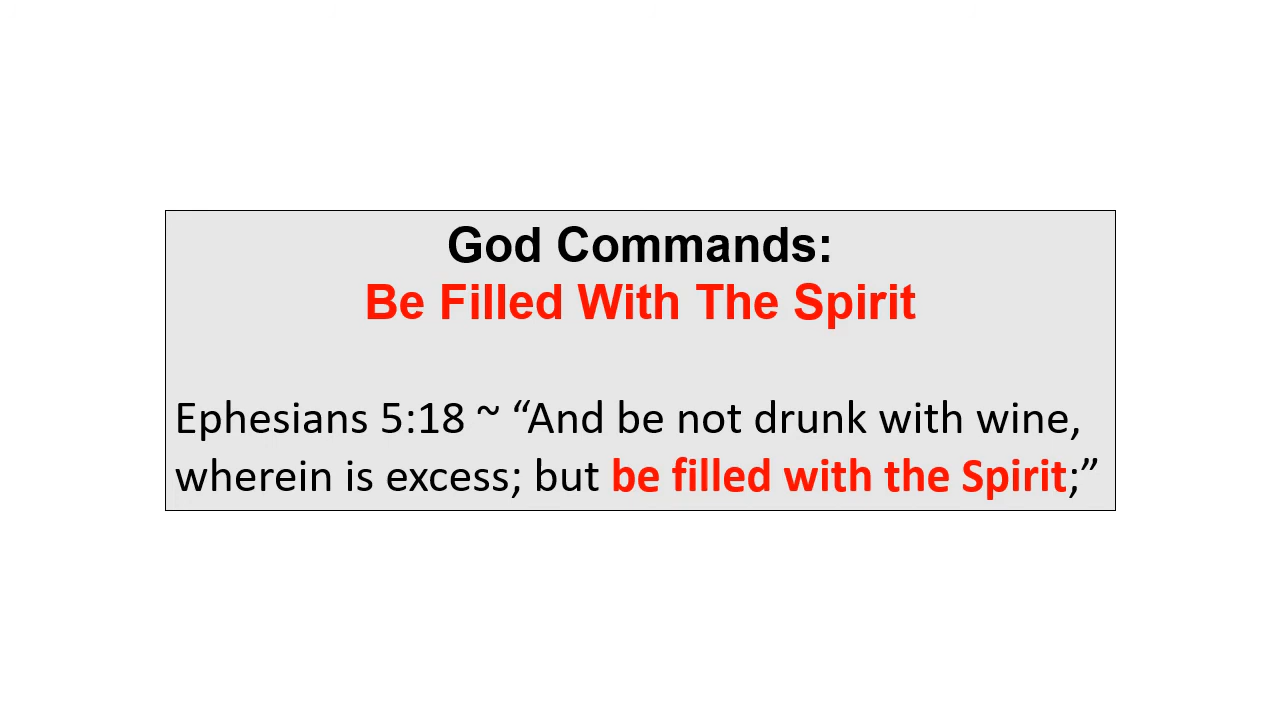 God Commands:
Be Filled With The Spirit
Ephesians 5:18 ~ “And be not drunk with wine,
wherein is excess; but be filled with the Spirit;”